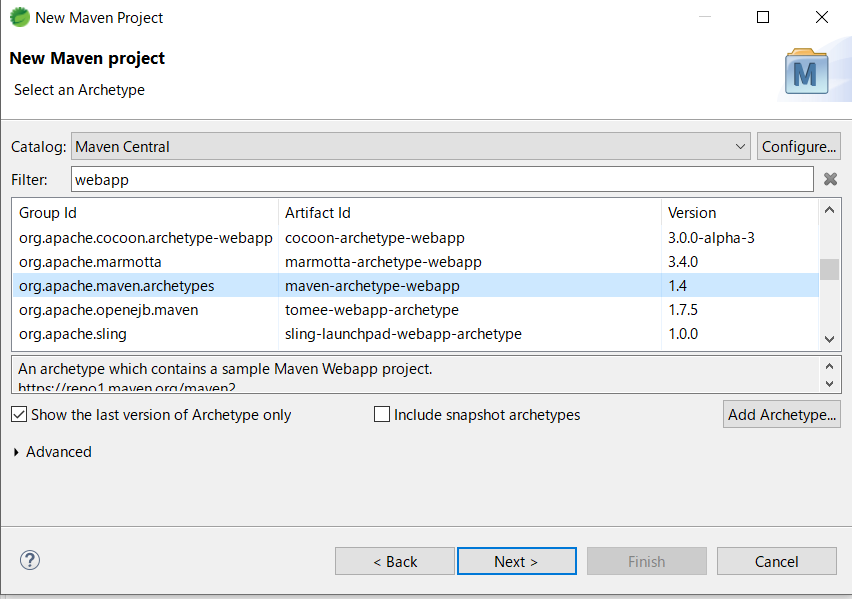 New Maven Project
New Maven project
Select an Archetype
M
Catalog: Maven Central Configure...
Filter: webapp
Group Id Artifact Id Version
org.apache.cocoon.archetype-webapp cocoon-archetype-webapp 3.0.0-alpha-3
org.apache.marmotta marmotta-archetype-webapp 3.4.0
org.apache.maven.archetypes maven-archetype-webapp 1.4
org.apache.openejb.maven tomee-webapp-archetype 1.7.5
org.apache.sling sling-launchpad-webapp-archetype 1.0.0
An archetype which contains a sample Maven Webapp project.
https://repo1.maven.org/maven2
Show the last version of Archetype only Include snapshot archetypes Add Archetype...
Advanced
? < Back Next > Finish Cancel